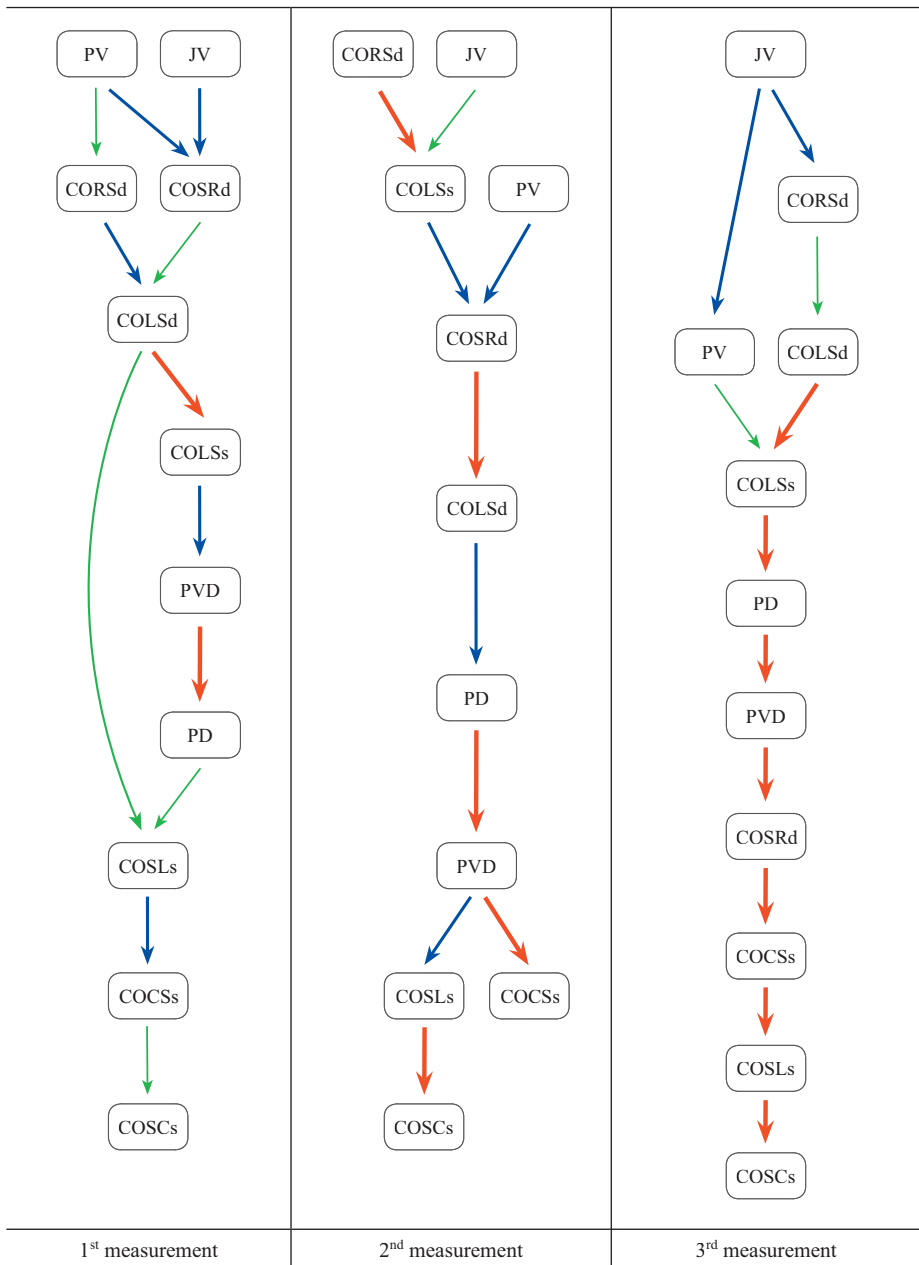 PV JV
CORSd COSRd
COLSd
COLSs
PVD
PD
COSLs
COCSs
COSCs
1st measurement
CORSd JV
COLSs PV
COSRd
COLSd
PD
PVD
COSLs COCSs
COSCs
2nd measurement
JV
CORSd
PV COLSd
COLSs
PD
PVD
COSRd
COCSs
COSLs
COSCs
3rd measurement